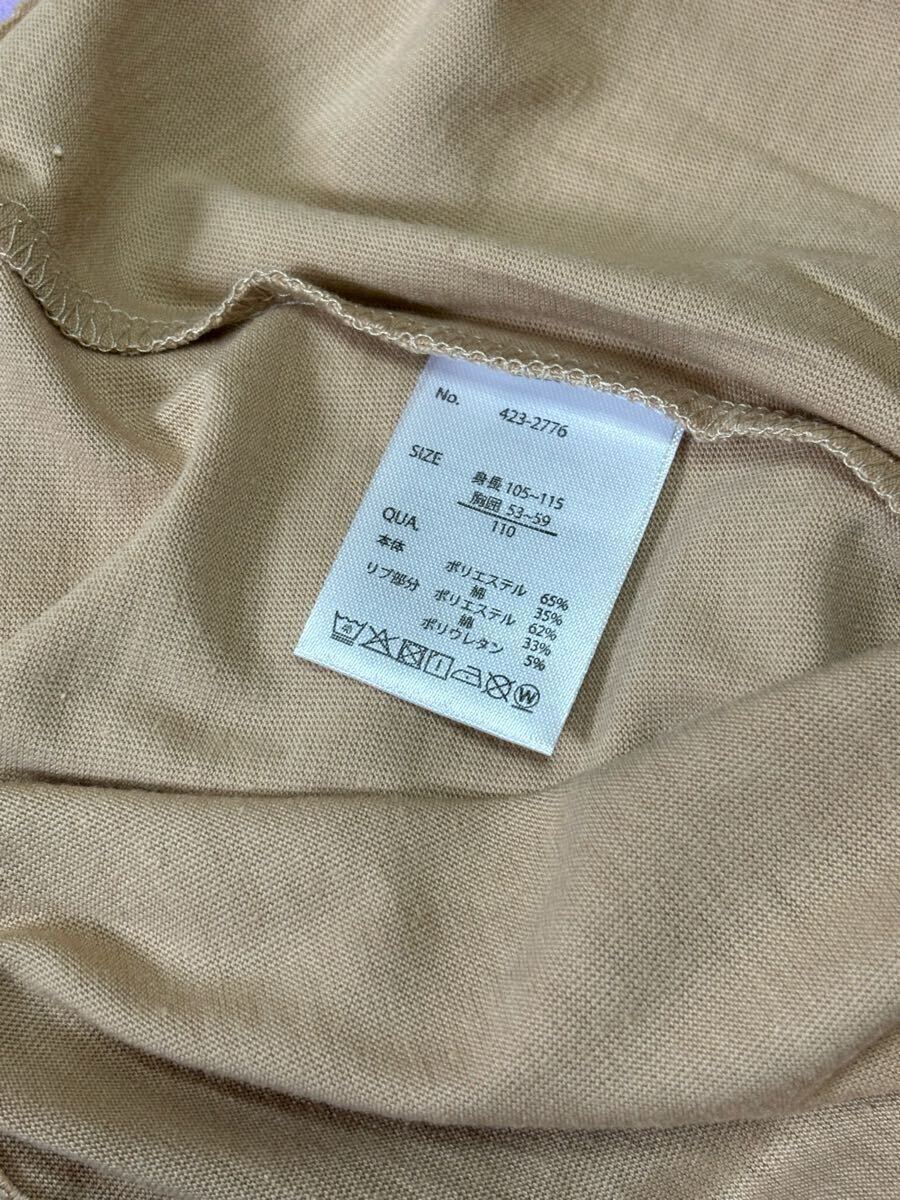 No. 423-2776
SIZE 身長 105~115
胸囲 53~59
110
QUA.
本体 ポリエステル 65%
綿 35%
リブ部分 ポリエステル 62%
綿 33%
ポリウレタン 5%
40 W